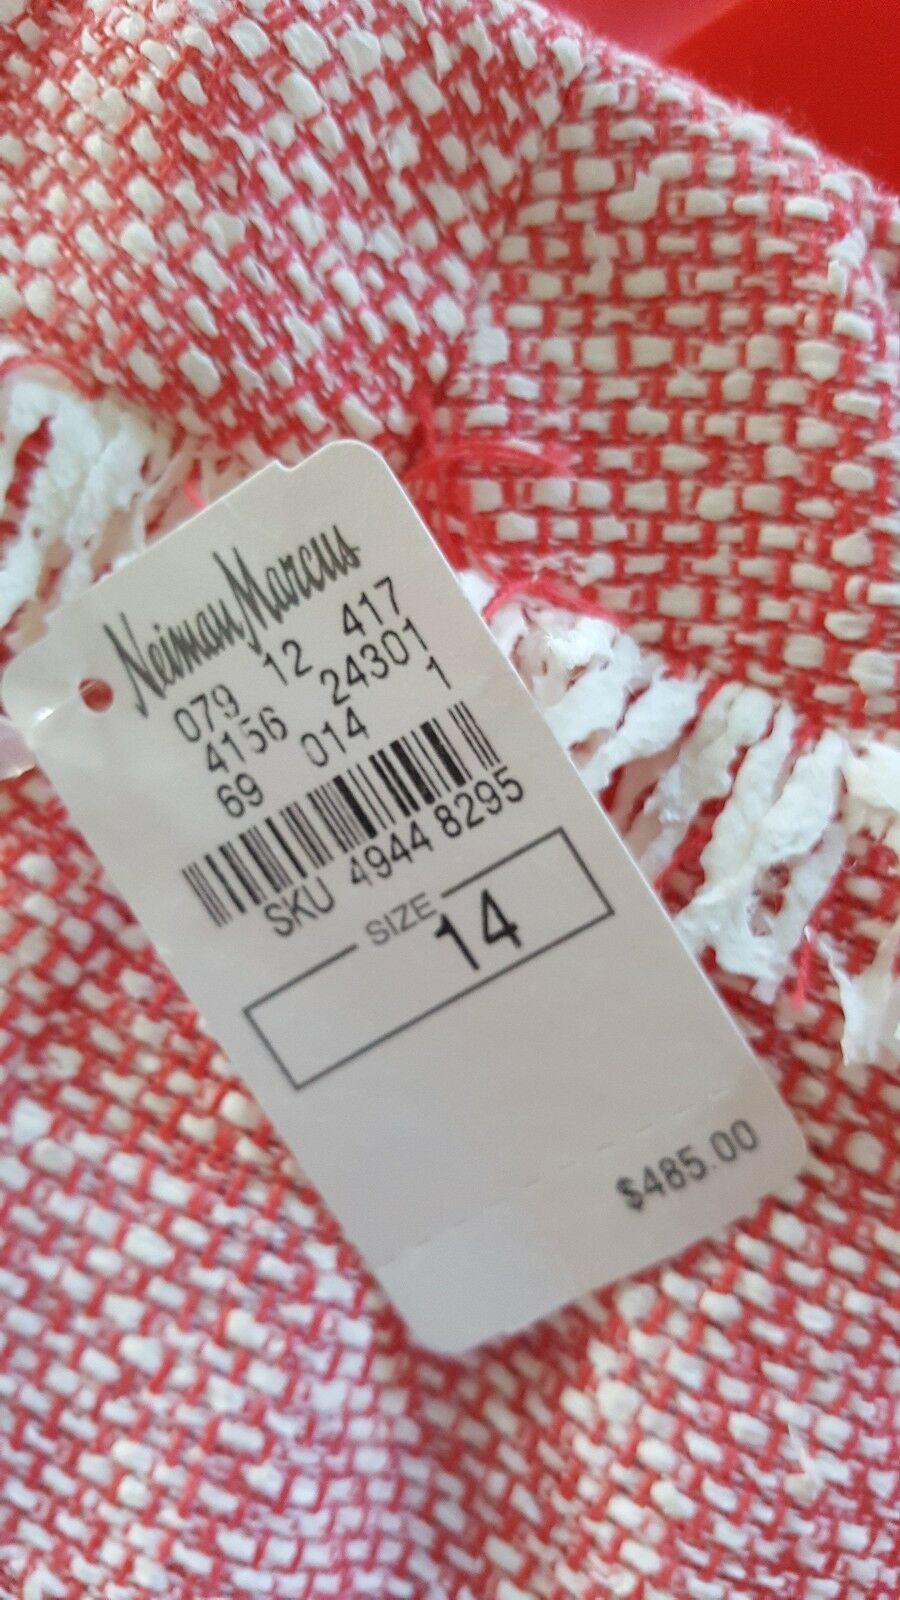 Neiman Marcus
079 12 417
4156 24301
69 014 1
SKU 4944 8295
SIZE
14
$485.00